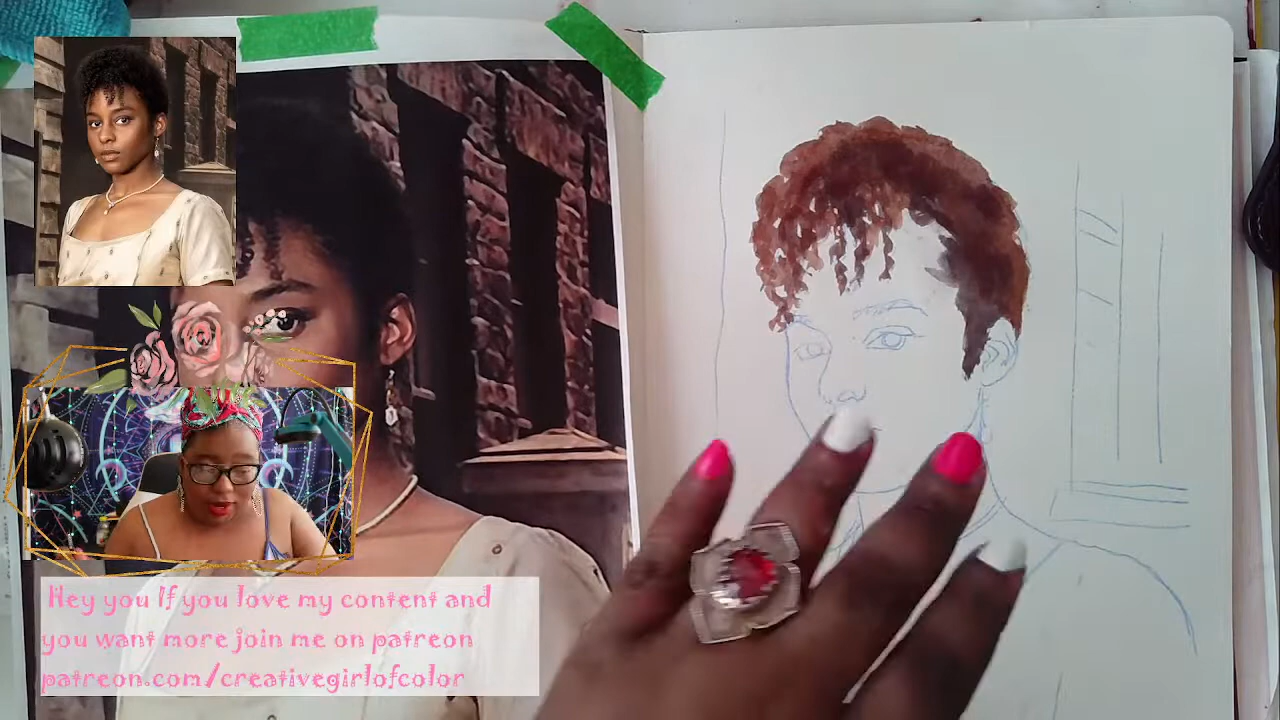 Hey you If you love my content and
you want more join me on patreon
patreon.com/creativegirlofcolor